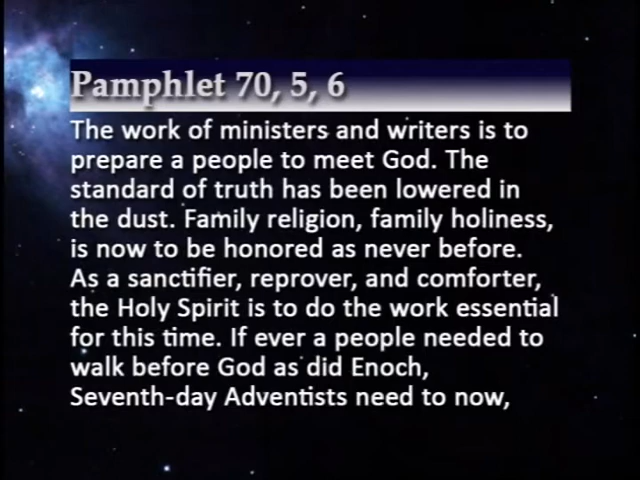 Pamphlet 70, 5, 6
The work of ministers and writers is to
prepare a people to meet God. The
standard of truth has been lowered in
the dust. Family religion, family holiness,
is now to be honored as never before.
As a sanctifier, reprover, and comforter,
the Holy Spirit is to do the work essential
for this time. If ever a people needed to
walk before God as did Enoch,
Seventh-day Adventists need to now,